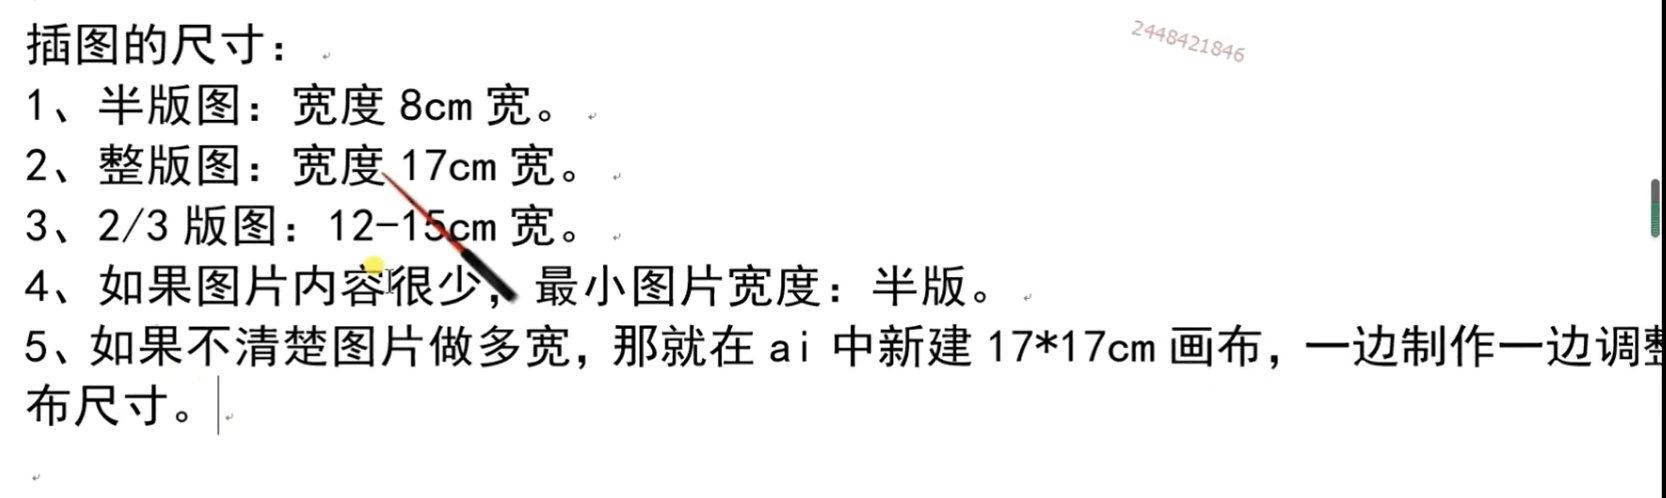 插图的尺寸：
2448421846
1、半版图：宽度 8cm 宽。
2、整版图：宽度 17cm 宽。
3、2/3 版图：12-15cm 宽。
4、如果图片内容很少，最小图片宽度：半版。
5、如果不清楚图片做多宽，那就在 ai 中新建 17*17cm 画布，一边制作一边调整
布尺寸。